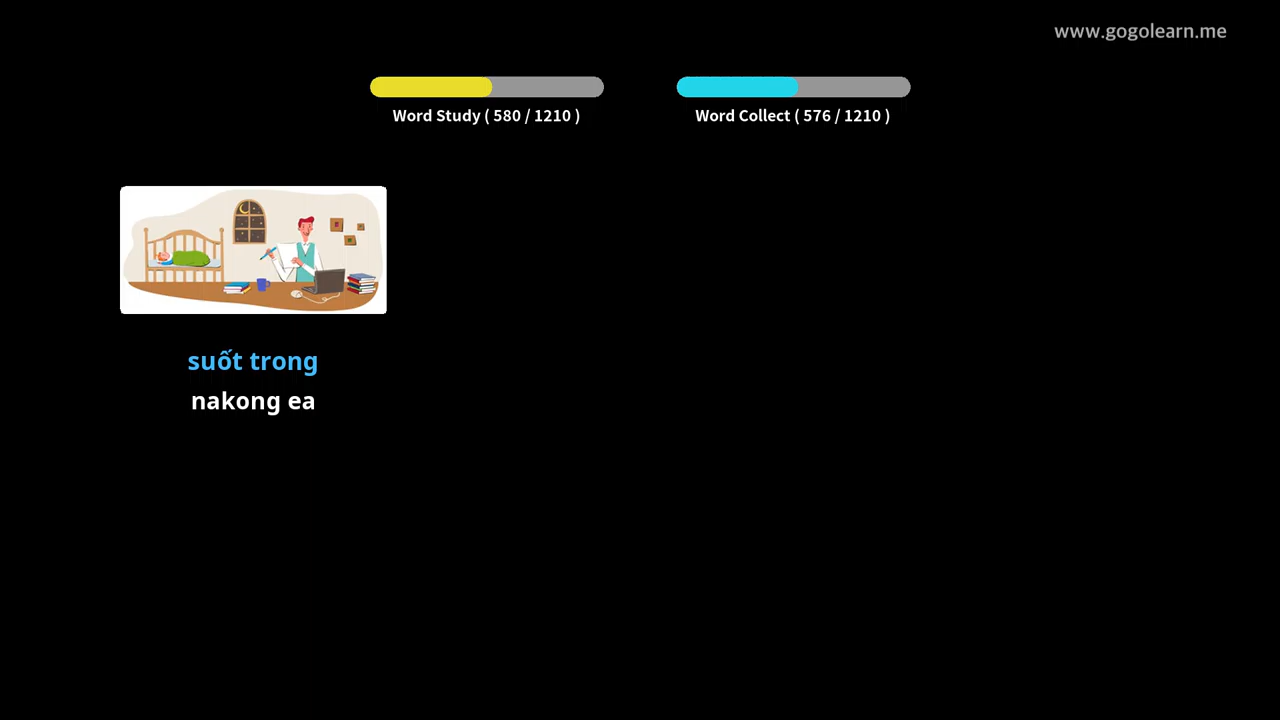 www.gogolearn.me
Word Study ( 580 / 1210 )
Word Collect ( 576 / 1210 )
suốt trong
nakong ea